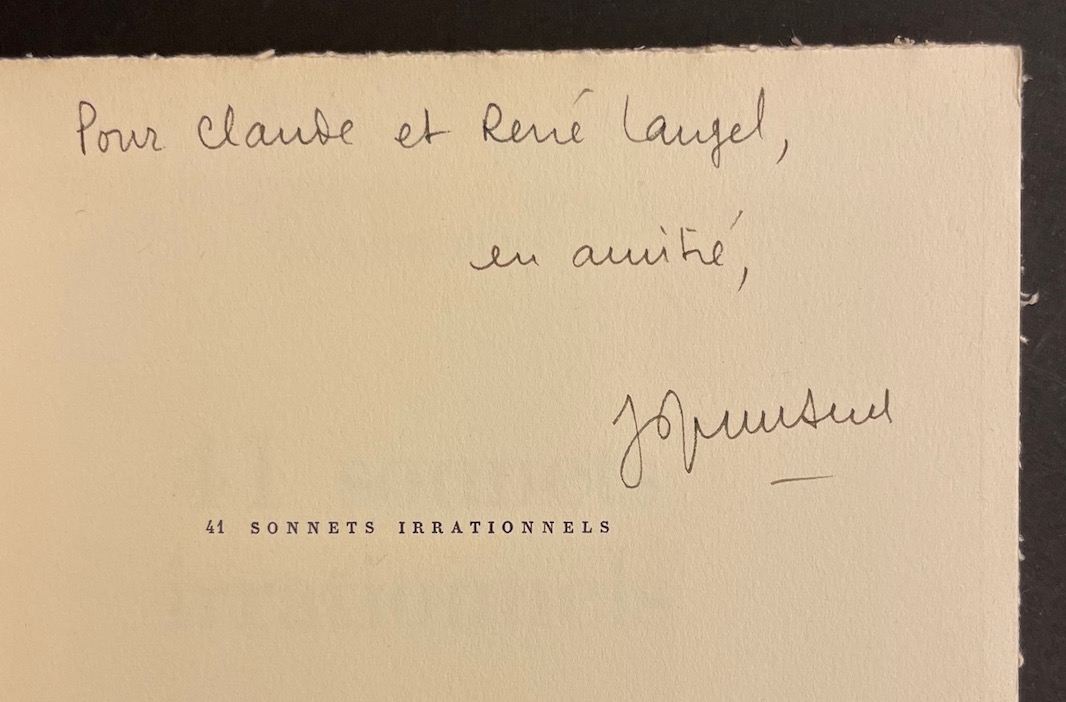 Pour Claude et René Langel,
en amitié,
41 SONNETS IRRATIONNELS